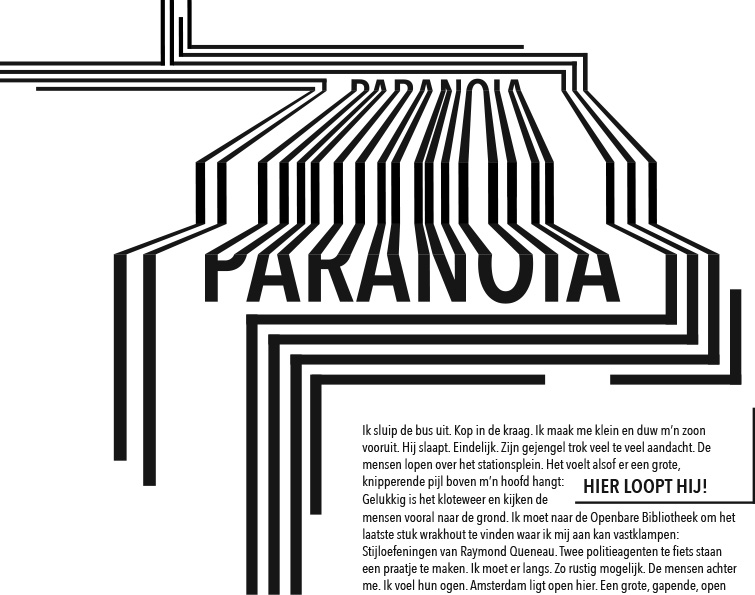 PARANOIA
PARANOIA
Ik sluip de bus uit. Kop in de kraag. Ik maak me klein en duw m’n zoon
vooruit. Hij slaapt. Eindelijk. Zijn gejengel trok veel te veel aandacht. De
mensen lopen over het stationsplein. Het voelt alsof er een grote,
knipperende pijl boven m’n hoofd hangt:
HIER LOOPT HIJ!
Gelukkig is het kloteweer en kijken de
mensen vooral naar de grond. Ik moet naar de Openbare Bibliotheek om het
laatste stuk wrakhout te vinden waar ik mij aan kan vastklampen:
Stijloefeningen van Raymond Queneau. Twee politieagenten te fiets staan
een praatje te maken. Ik moet er langs. Zo rustig mogelijk. De mensen achter
me. Ik voel hun ogen. Amsterdam ligt open hier. Een grote, gapende, open